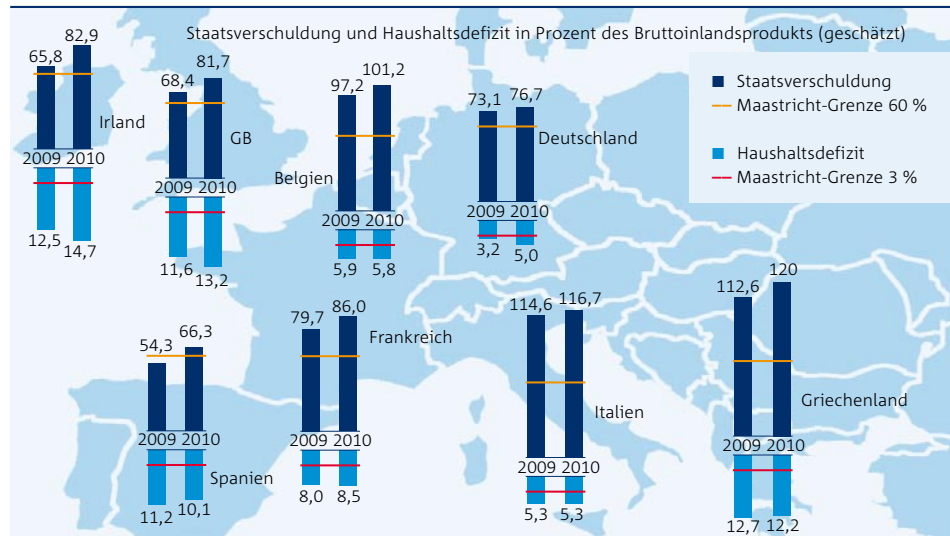 Staatsverschuldung und Haushaltsdefizit in Prozent des Bruttoinlandsprodukts (geschätzt)
Staatsverschuldung
Maastricht-Grenze 60 %
Haushaltsdefizit
Maastricht-Grenze 3 %
65,8 82,9
Irland
2009 2010
12,5 14,7
68,4 81,7
GB
2009 2010
11,6 13,2
97,2 101,2
Belgien
2009 2010
5,9 5,8
73,1 76,7
Deutschland
2009 2010
3,2 5,0
54,3 66,3
2009 2010
Spanien
11,2 10,1
79,7 86,0
Frankreich
2009 2010
8,0 8,5
114,6 116,7
Italien
2009 2010
5,3 5,3
112,6 120
Griechenland
2009 2010
12,7 12,2